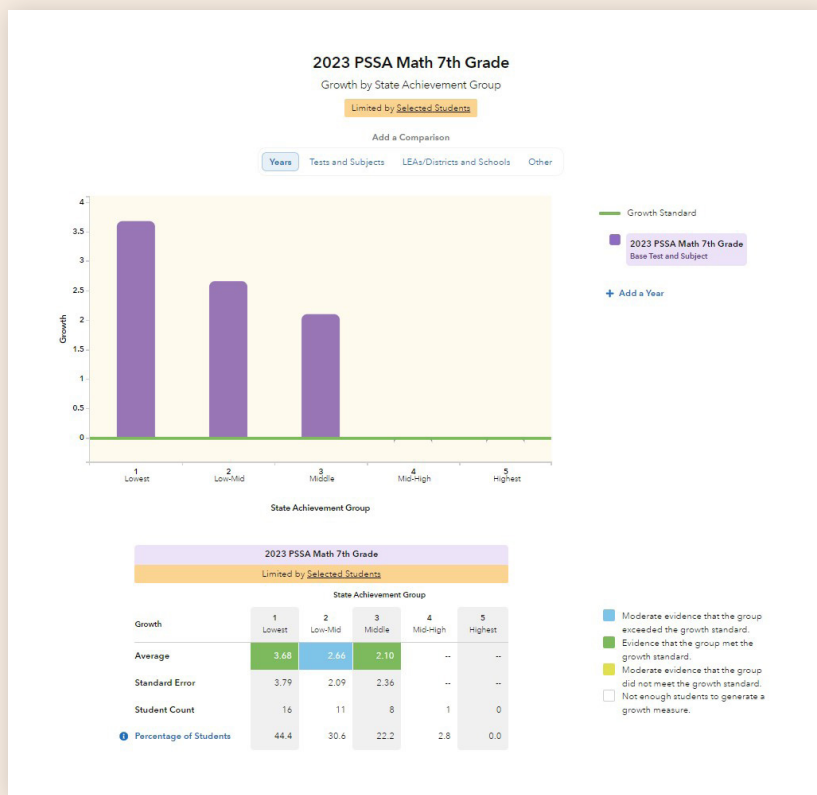 2023 PSSA Math 7th Grade
Growth by State Achievement Group
Limited by Selected Students
Add a Comparison
Years Tests and Subjects LEAs/Districts and Schools Other
4
3.5
3
2.5
2
1.5
1
0.5
0
Growth
1 2 3 4 5
Lowest Low-Mid Middle Mid-High Highest
State Achievement Group
Growth Standard
2023 PSSA Math 7th Grade
Base Test and Subject
+ Add a Year
2023 PSSA Math 7th Grade
Limited by Selected Students
State Achievement Group
Growth 1 2 3 4 5
Lowest Low-Mid Middle Mid-High Highest
Average 3.68 2.66 2.10 -- --
Standard Error 3.79 2.09 2.36 -- --
Student Count 16 11 8 1 0
i Percentage of Students 44.4 30.6 22.2 2.8 0.0
Moderate evidence that the group
exceeded the growth standard.
Evidence that the group met the
growth standard.
Moderate evidence that the group
did not meet the growth standard.
Not enough students to generate a
growth measure.